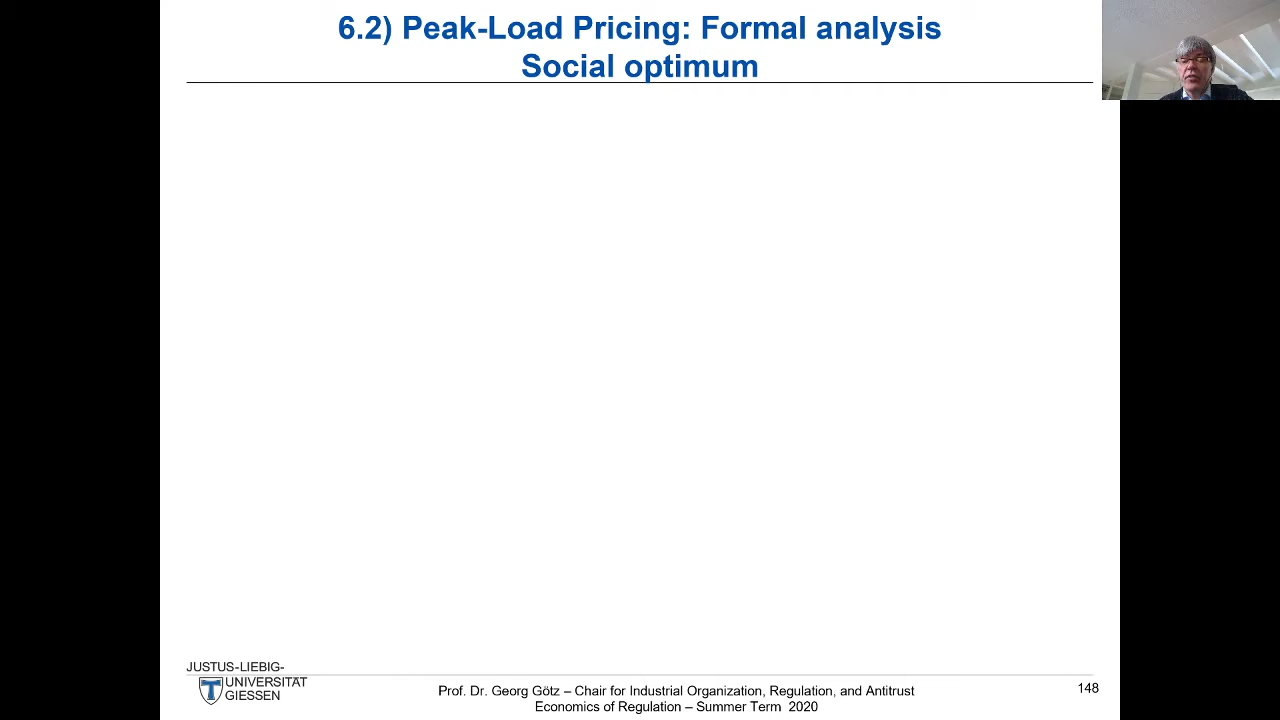 6.2) Peak-Load Pricing: Formal analysis
Social optimum
JUSTUS-LIEBIG-
UNIVERSITÄT
GIESSEN
Prof. Dr. Georg Götz – Chair for Industrial Organization, Regulation, and Antitrust
Economics of Regulation – Summer Term 2020
148